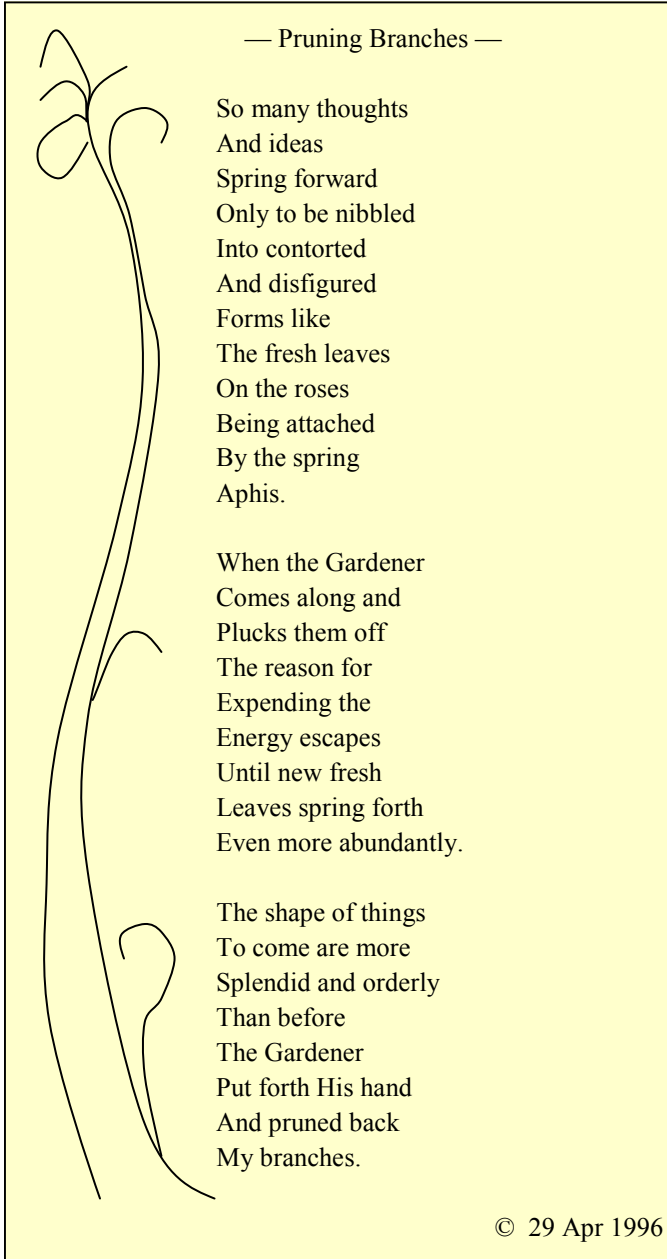 — Pruning Branches —
So many thoughts
And ideas
Spring forward
Only to be nibbled
Into contorted
And disfigured
Forms like
The fresh leaves
On the roses
Being attached
By the spring
Aphis.
When the Gardener
Comes along and
Plucks them off
The reason for
Expending the
Energy escapes
Until new fresh
Leaves spring forth
Even more abundantly.
The shape of things
To come are more
Splendid and orderly
Than before
The Gardener
Put forth His hand
And pruned back
My branches.
© 29 Apr 1996